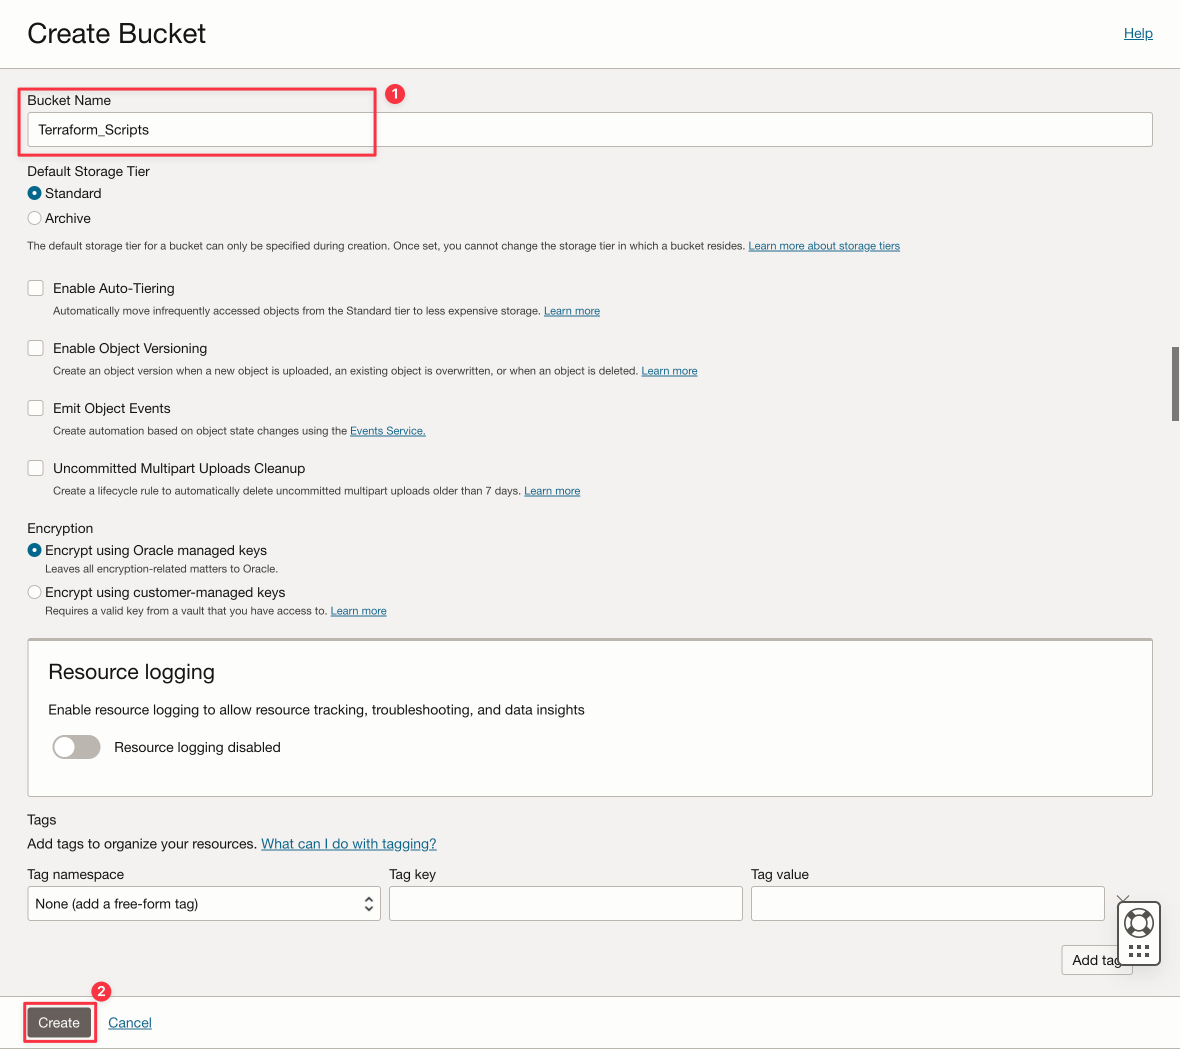 Create Bucket
Help
Bucket Name
1
Terraform_Scripts
Default Storage Tier
Standard
Archive
The default storage tier for a bucket can only be specified during creation. Once set, you cannot change the storage tier in which a bucket resides. Learn more about storage tiers
Enable Auto-Tiering
Automatically move infrequently accessed objects from the Standard tier to less expensive storage. Learn more
Enable Object Versioning
Create an object version when a new object is uploaded, an existing object is overwritten, or when an object is deleted. Learn more
Emit Object Events
Create automation based on object state changes using the Events Service.
Uncommitted Multipart Uploads Cleanup
Create a lifecycle rule to automatically delete uncommitted multipart uploads older than 7 days. Learn more
Encryption
Encrypt using Oracle managed keys
Leaves all encryption-related matters to Oracle.
Encrypt using customer-managed keys
Requires a valid key from a vault that you have access to. Learn more
Resource logging
Enable resource logging to allow resource tracking, troubleshooting, and data insights
Resource logging disabled
Tags
Add tags to organize your resources. What can I do with tagging?
Tag namespace Tag key Tag value
None (add a free-form tag)
Add tag
2
Create Cancel